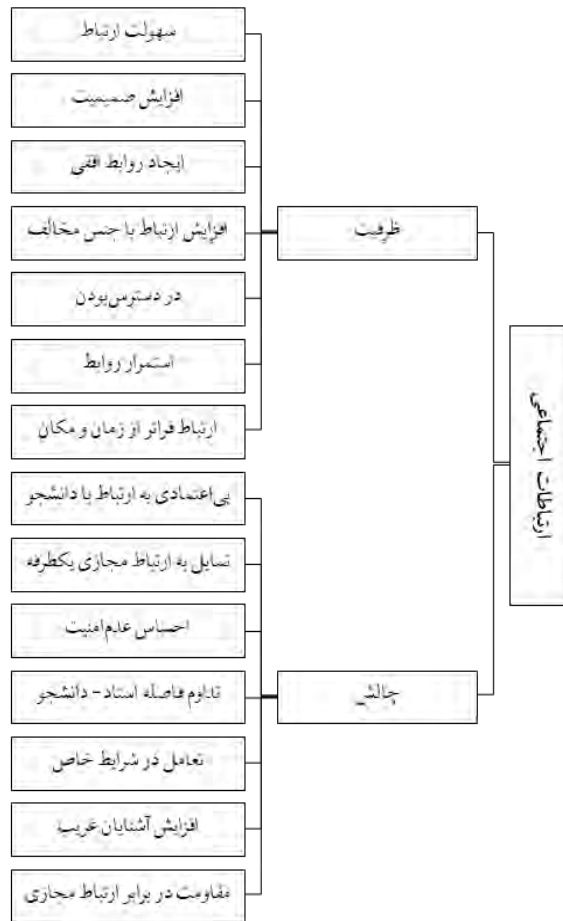 ارتباطات اجتماعی
ظرفیت
سهولت ارتباط
افزایش صمیمیت
ایجاد روابط افقی
افزایش ارتباط با جنس مخالف
در دسترس‌بودن
استمرار روابط
ارتباط فراتر از زمان و مکان
چالش
بی‌اعتمادی به ارتباط با دانشجو
تمایل به ارتباط مجازی یکطرفه
احساس عدم‌امنیت
تداوم فاصله استاد- دانشجو
تعامل در شرایط خاص
افزایش آشنایان غریب
مقاومت در برابر ارتباط مجازی